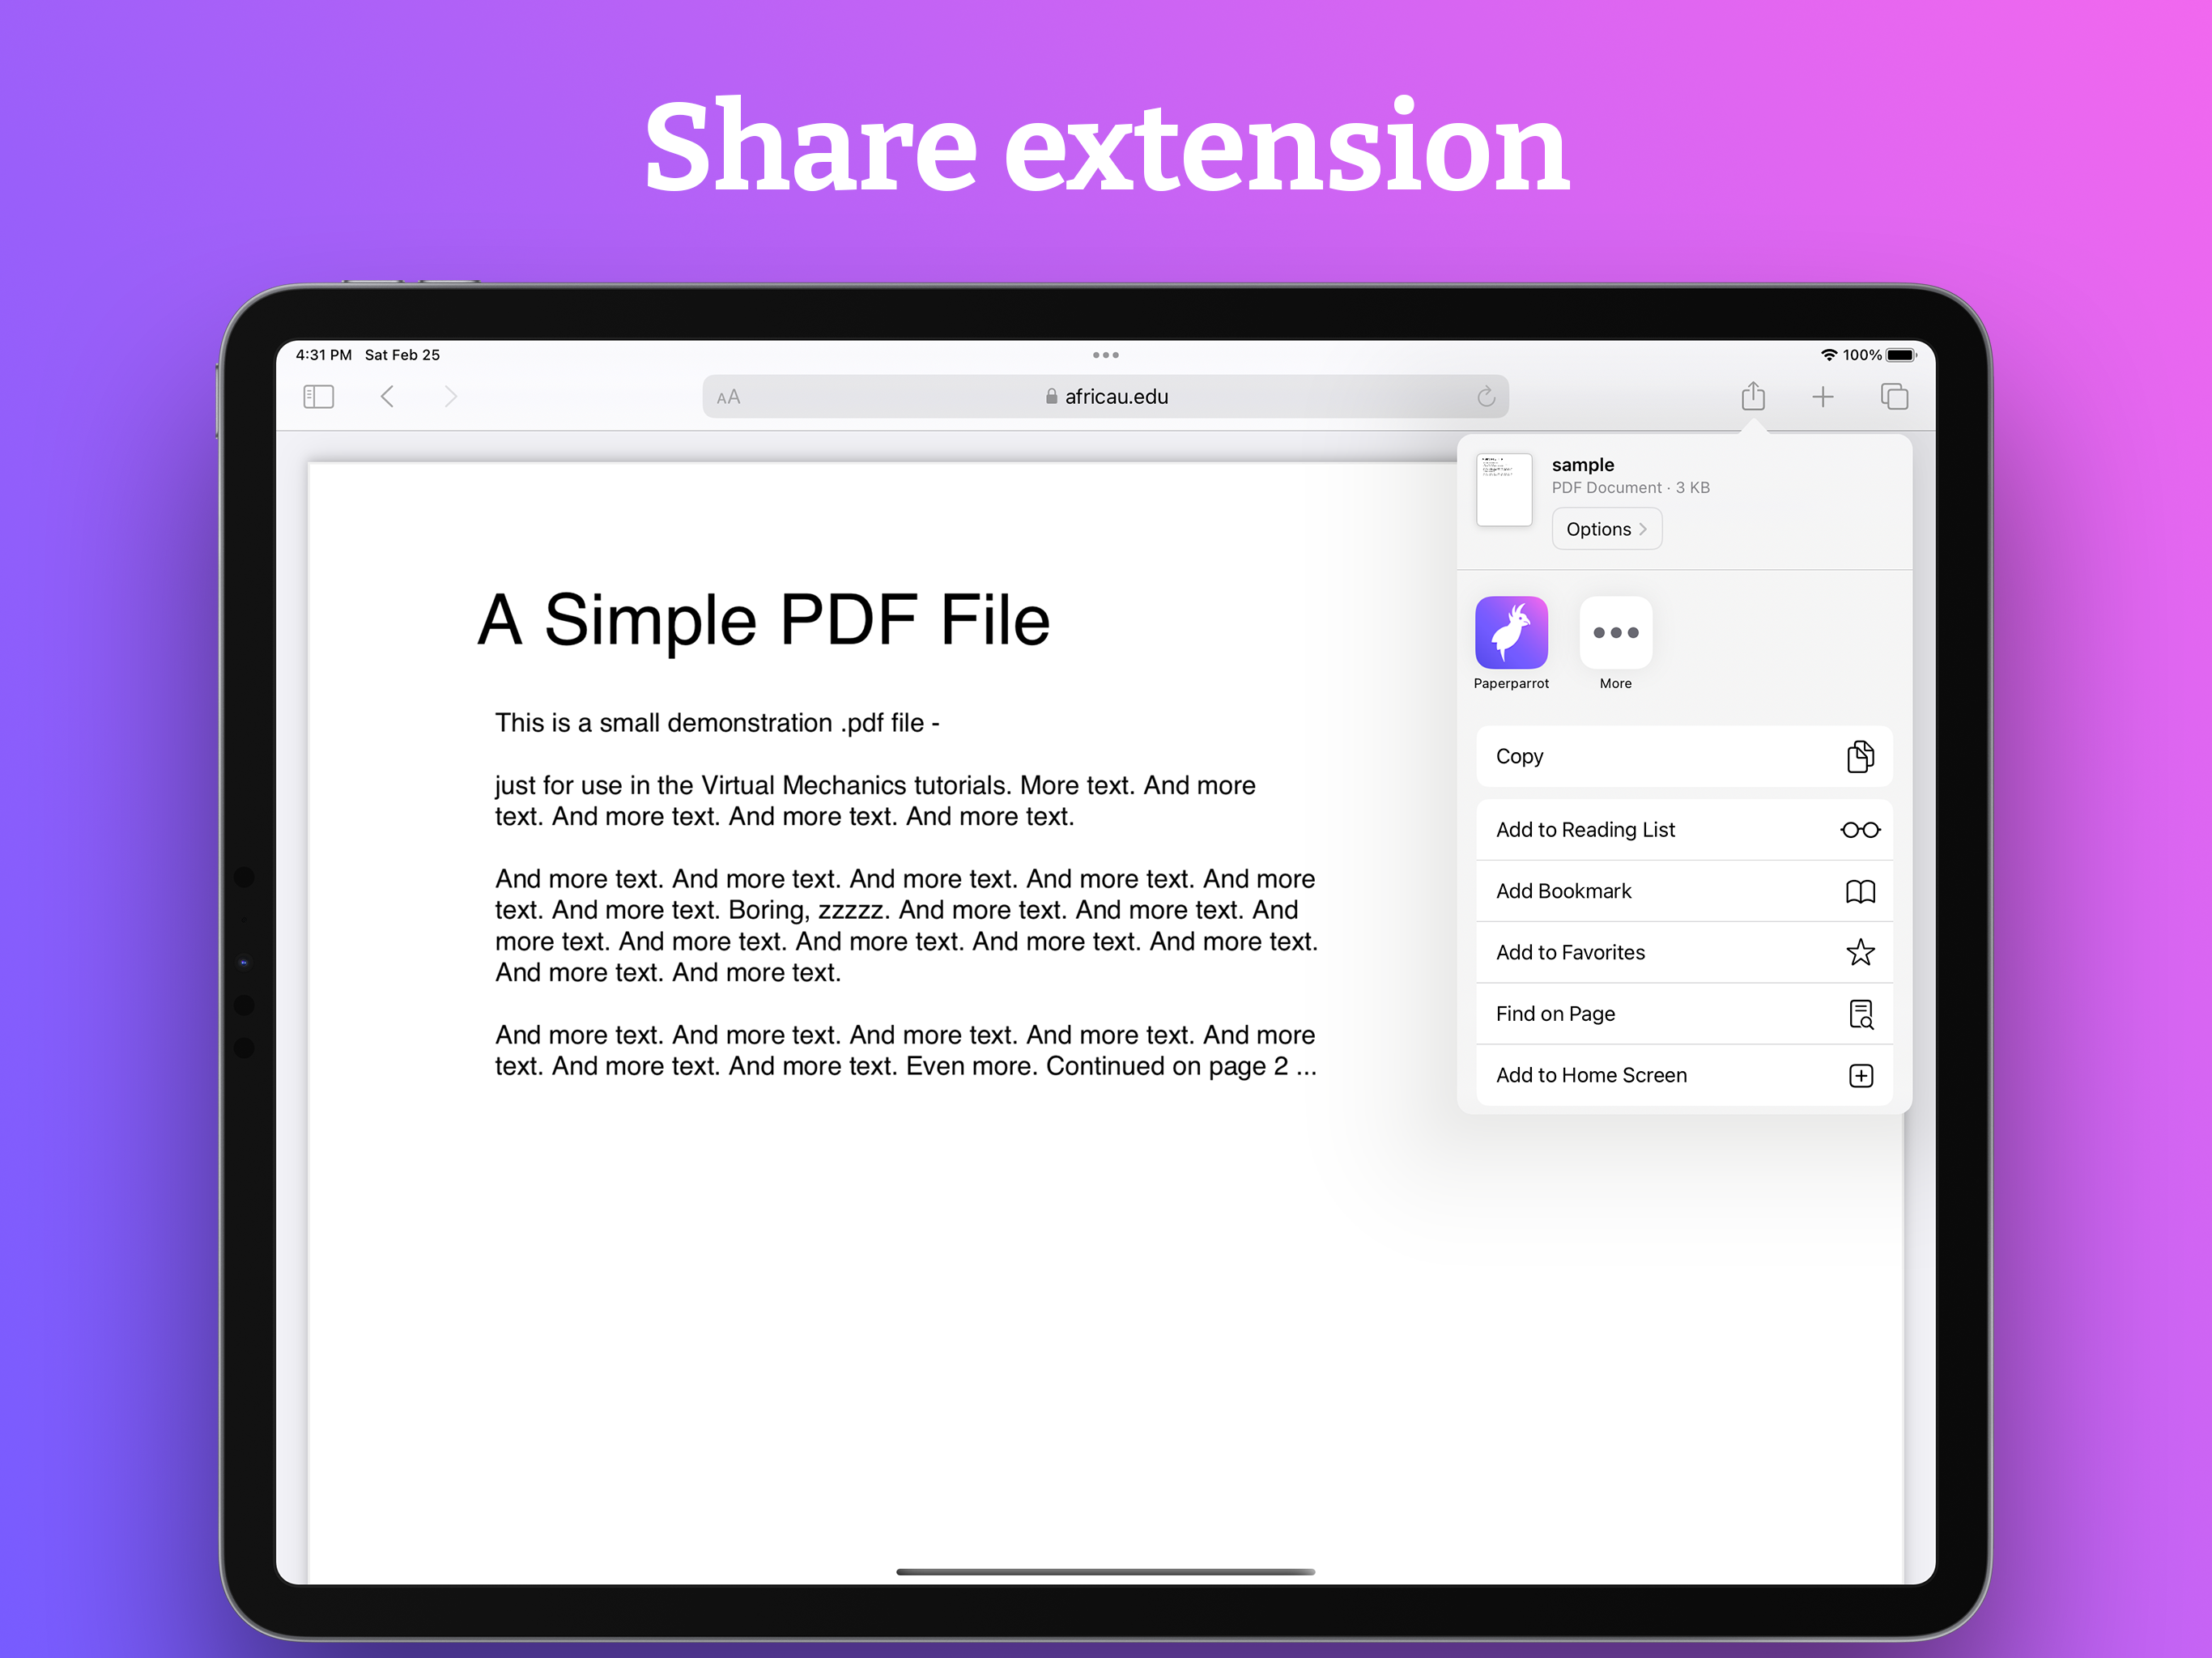 Share extension
4:31 PM Sat Feb 25
100%
AA
africau.edu
A Simple PDF File
This is a small demonstration .pdf file -
just for use in the Virtual Mechanics tutorials. More text. And more
text. And more text. And more text. And more text.
And more text. And more text. And more text. And more text. And more
text. And more text. Boring, zzzzz. And more text. And more text. And
more text. And more text. And more text. And more text. And more text.
And more text. And more text.
And more text. And more text. And more text. And more text. And more
text. And more text. And more text. Even more. Continued on page 2 ...
sample
PDF Document · 3 KB
Options
Paperparrot
More
Copy
Add to Reading List
Add Bookmark
Add to Favorites
Find on Page
Add to Home Screen